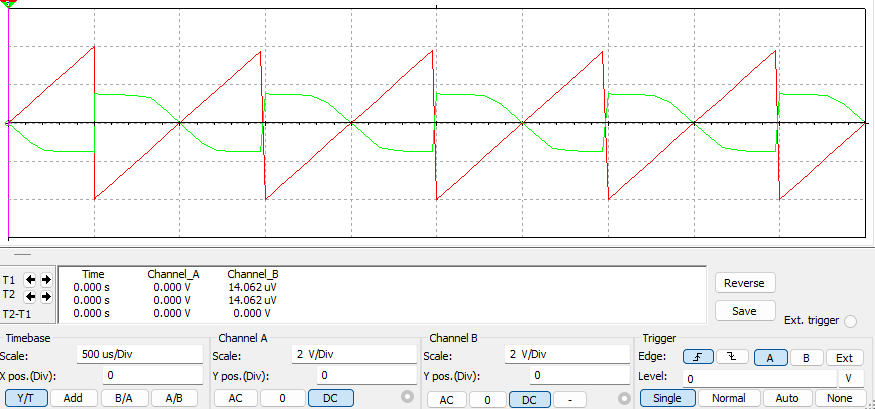 Time Channel_A Channel_B
T1 0.000 s 0.000 V 14.062 uV
T2 0.000 s 0.000 V 14.062 uV
T2-T1 0.000 s 0.000 V 0.000 V
Reverse
Save
Ext. trigger
Timebase Channel A Channel B Trigger
Scale: 500 us/Div Scale: 2 V/Div Scale: 2 V/Div Edge: A B Ext
X pos.(Div): 0 Y pos.(Div): 0 Y pos.(Div): 0 Level: 0 V
Y/T Add B/A A/B AC 0 DC AC 0 DC - Single Normal Auto None